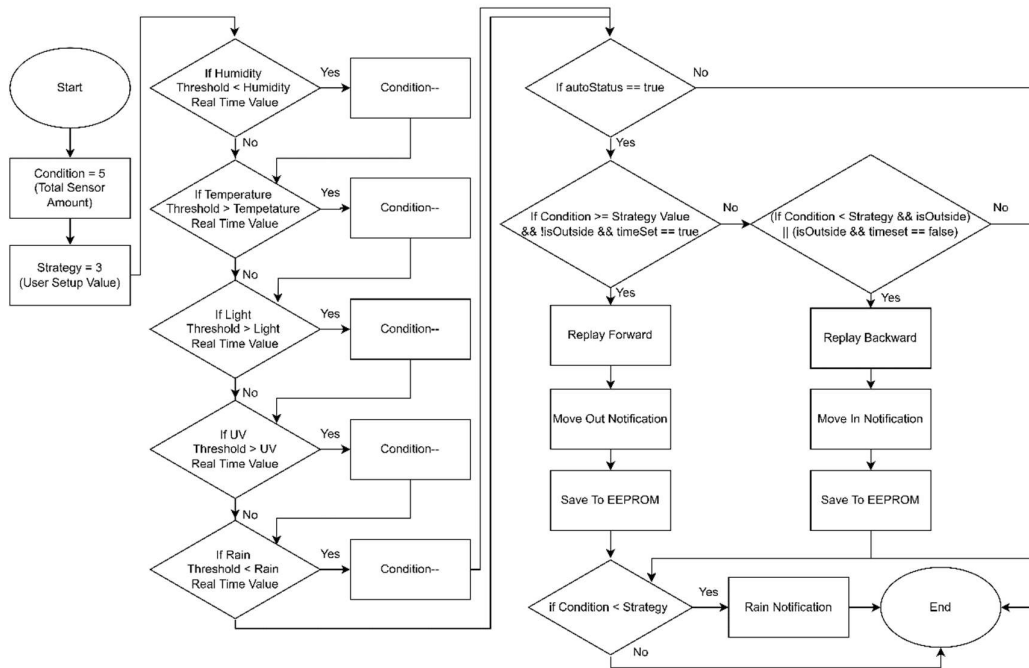 Start
Condition = 5
(Total Sensor
Amount)
Strategy = 3
(User Setup Value)
If Humidity
Threshold < Humidity
Real Time Value
Yes
Condition--
No
If Temperature
Threshold > Tempetature
Real Time Value
Yes
Condition--
No
If Light
Threshold > Light
Real Time Value
Yes
Condition--
No
If UV
Threshold > UV
Real Time Value
Yes
Condition--
No
If Rain
Threshold < Rain
Real Time Value
Yes
Condition--
No
If autoStatus == true
No
Yes
If Condition >= Strategy Value
&& !isOutside && timeSet == true
No
(If Condition < Strategy && isOutside)
|| (isOutside && timeset == false)
No
Yes
Replay Forward
Move Out Notification
Save To EEPROM
Yes
Replay Backward
Move In Notification
Save To EEPROM
if Condition < Strategy
Yes
Rain Notification
End
No